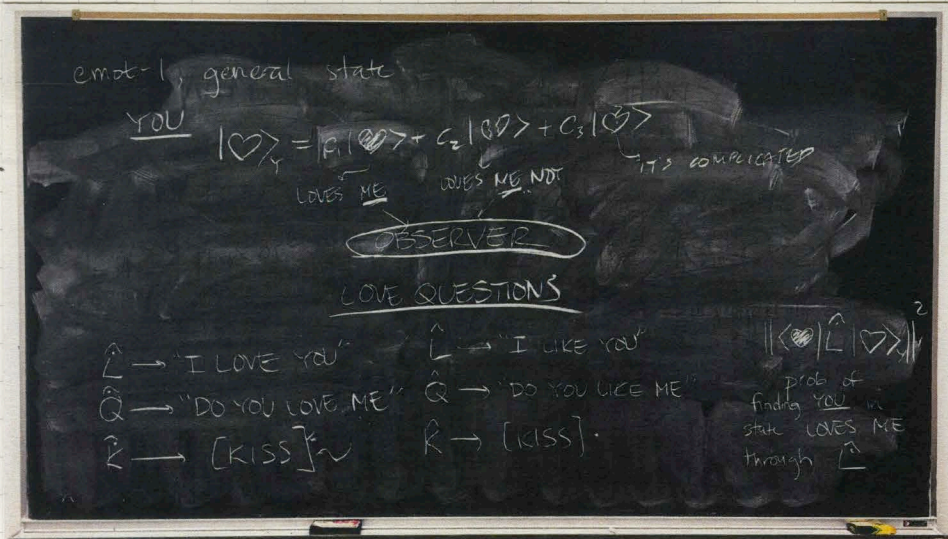 emot-1, general state
YOU
|♡⟩ʏ = |c₁|♥⟩ + c₂|♡⟩ + c₃|♡⟩
LOVES ME
LOVES ME NOT
IT'S COMPLICATED
OBSERVER
LOVE QUESTIONS
L̂ → "I LOVE YOU"
Q̂ → "DO YOU LOVE ME"
K̂ → [KISS]~
L̂ → "I LIKE YOU"
Q̂ → "DO YOU LIKE ME"
K̂ → [KISS].
||⟨♥|L̂|♡⟩ʏ||²
prob of
finding YOU in
state LOVES ME
through L̂